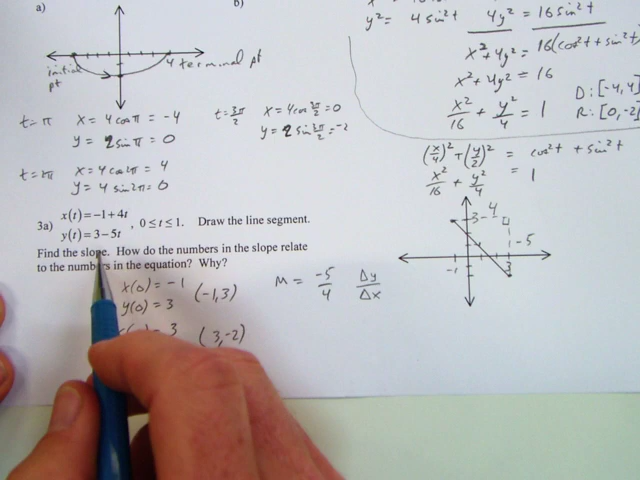 a)
b)
initial pt
4 terminal pt
y² = 4 sin²t 4y² = 16 sin²t
x² + 4y² = 16(cos²t + sin²t
x² + 4y² = 16
x²/16 + y²/4 = 1
D: [-4, 4]
R: [0, -2]
t = π x = 4 cos π = -4
y = 2 sin π = 0
t = 3π/2 x = 4 cos 3π/2 = 0
y = 2 sin 3π/2 = -2
t = 2π x = 4 cos 2π = 4
y = 4 sin 2π = 0
(x/4)² + (y/2)² = cos²t + sin²t
x²/16 + y²/4 = 1
3a) x(t) = −1 + 4t
y(t) = 3 − 5t , 0 ≤ t ≤ 1. Draw the line segment.
Find the slope. How do the numbers in the slope relate
to the numbers in the equation? Why?
x(0) = -1
y(0) = 3
(-1, 3)
m = -5/4 Δy/Δx
3
4
-5
-1
3
3
(3, -2)